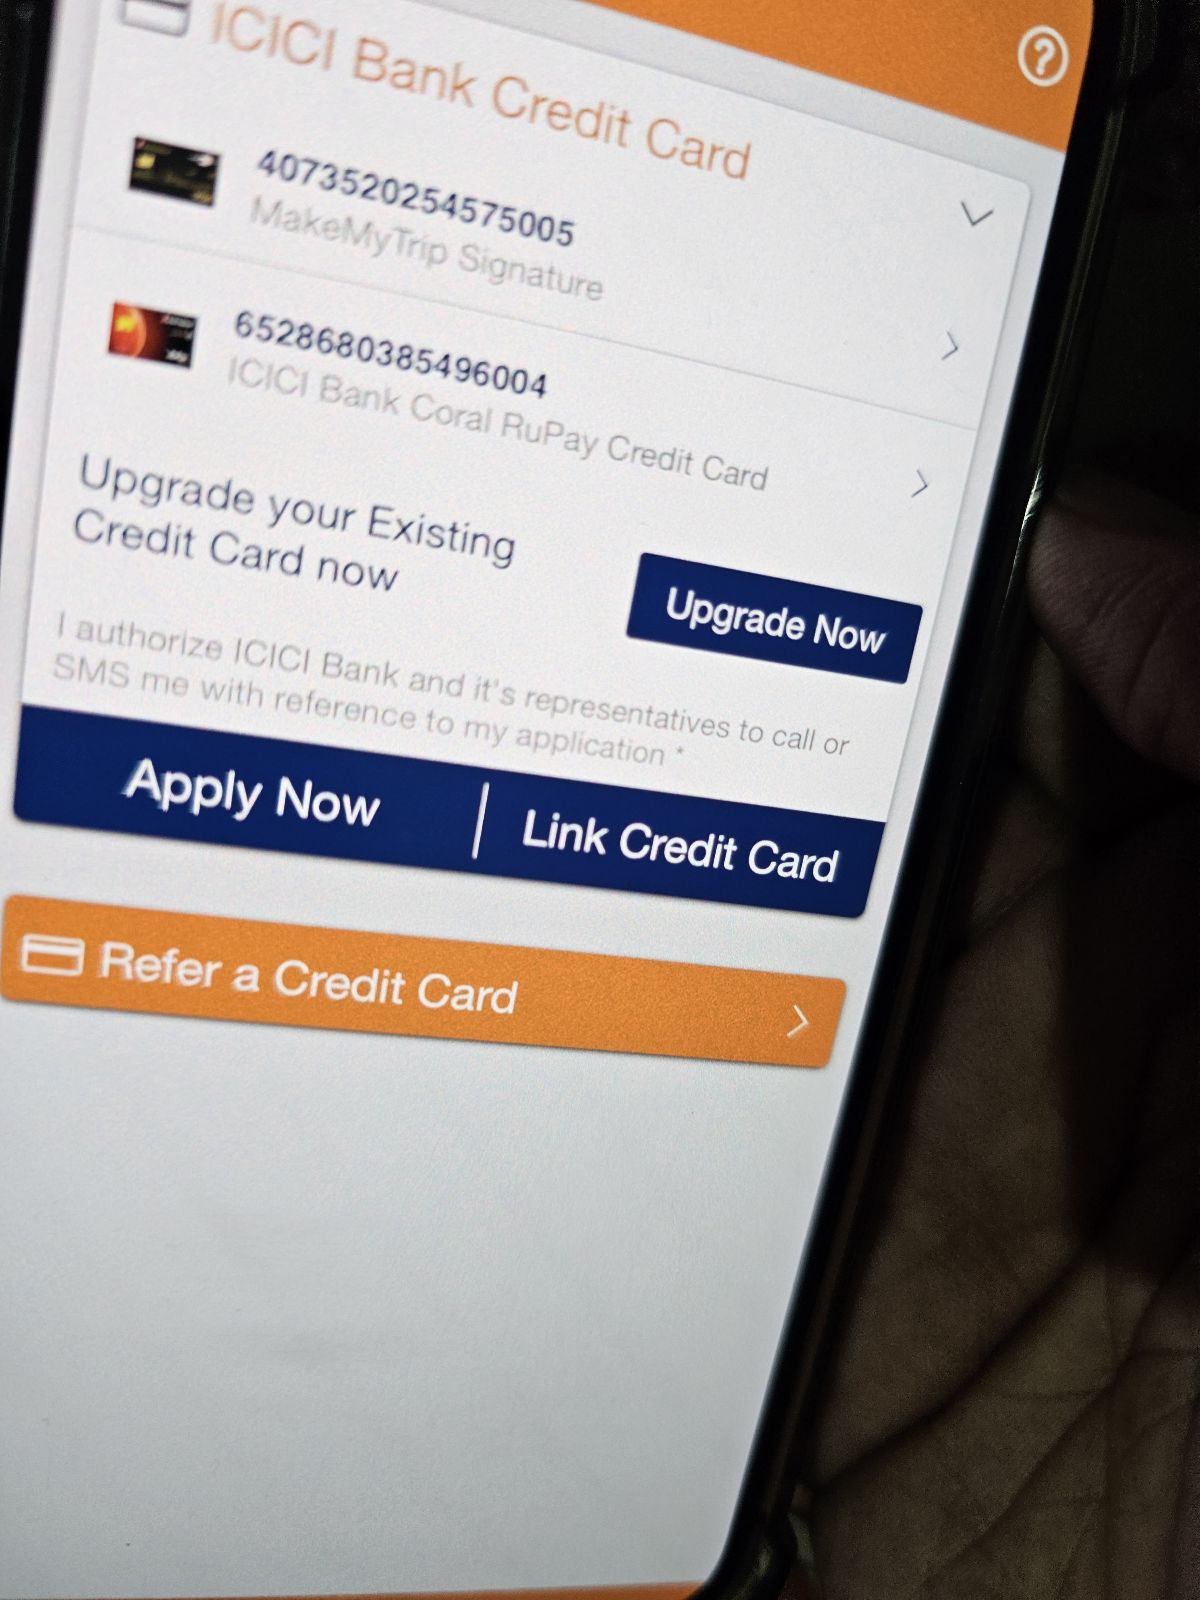 ICICI Bank Credit Card
4073520254575005
MakeMyTrip Signature
6528680385496004
ICICI Bank Coral RuPay Credit Card
Upgrade your Existing
Credit Card now
Upgrade Now
I authorize ICICI Bank and it's representatives to call or
SMS me with reference to my application *
Apply Now | Link Credit Card
Refer a Credit Card